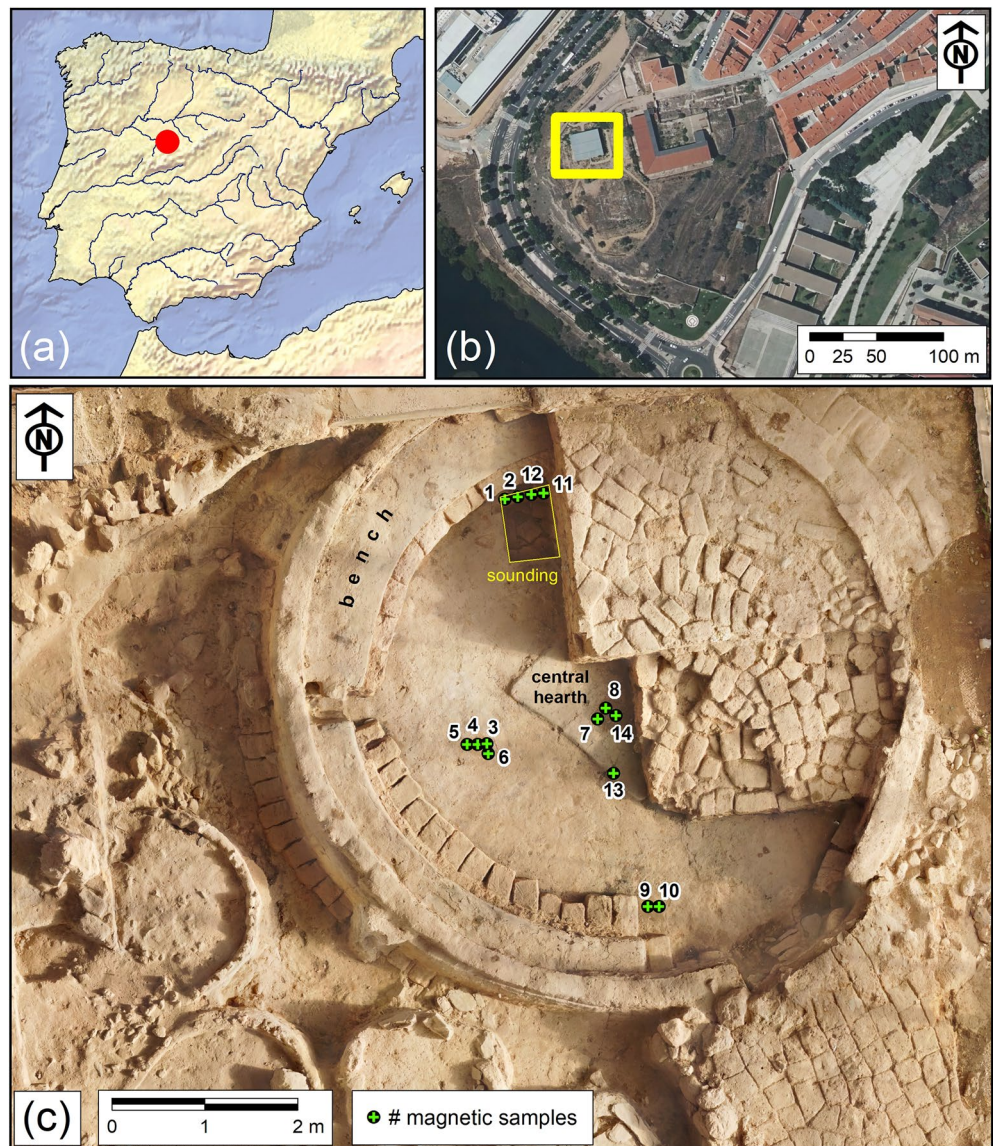 (a)
N
(b)
0 25 50 100 m
N
1 2 12 11
bench
sounding
central
hearth
8
7 14
5 4 3
6
13
9 10
(c)
0 1 2 m
# magnetic samples